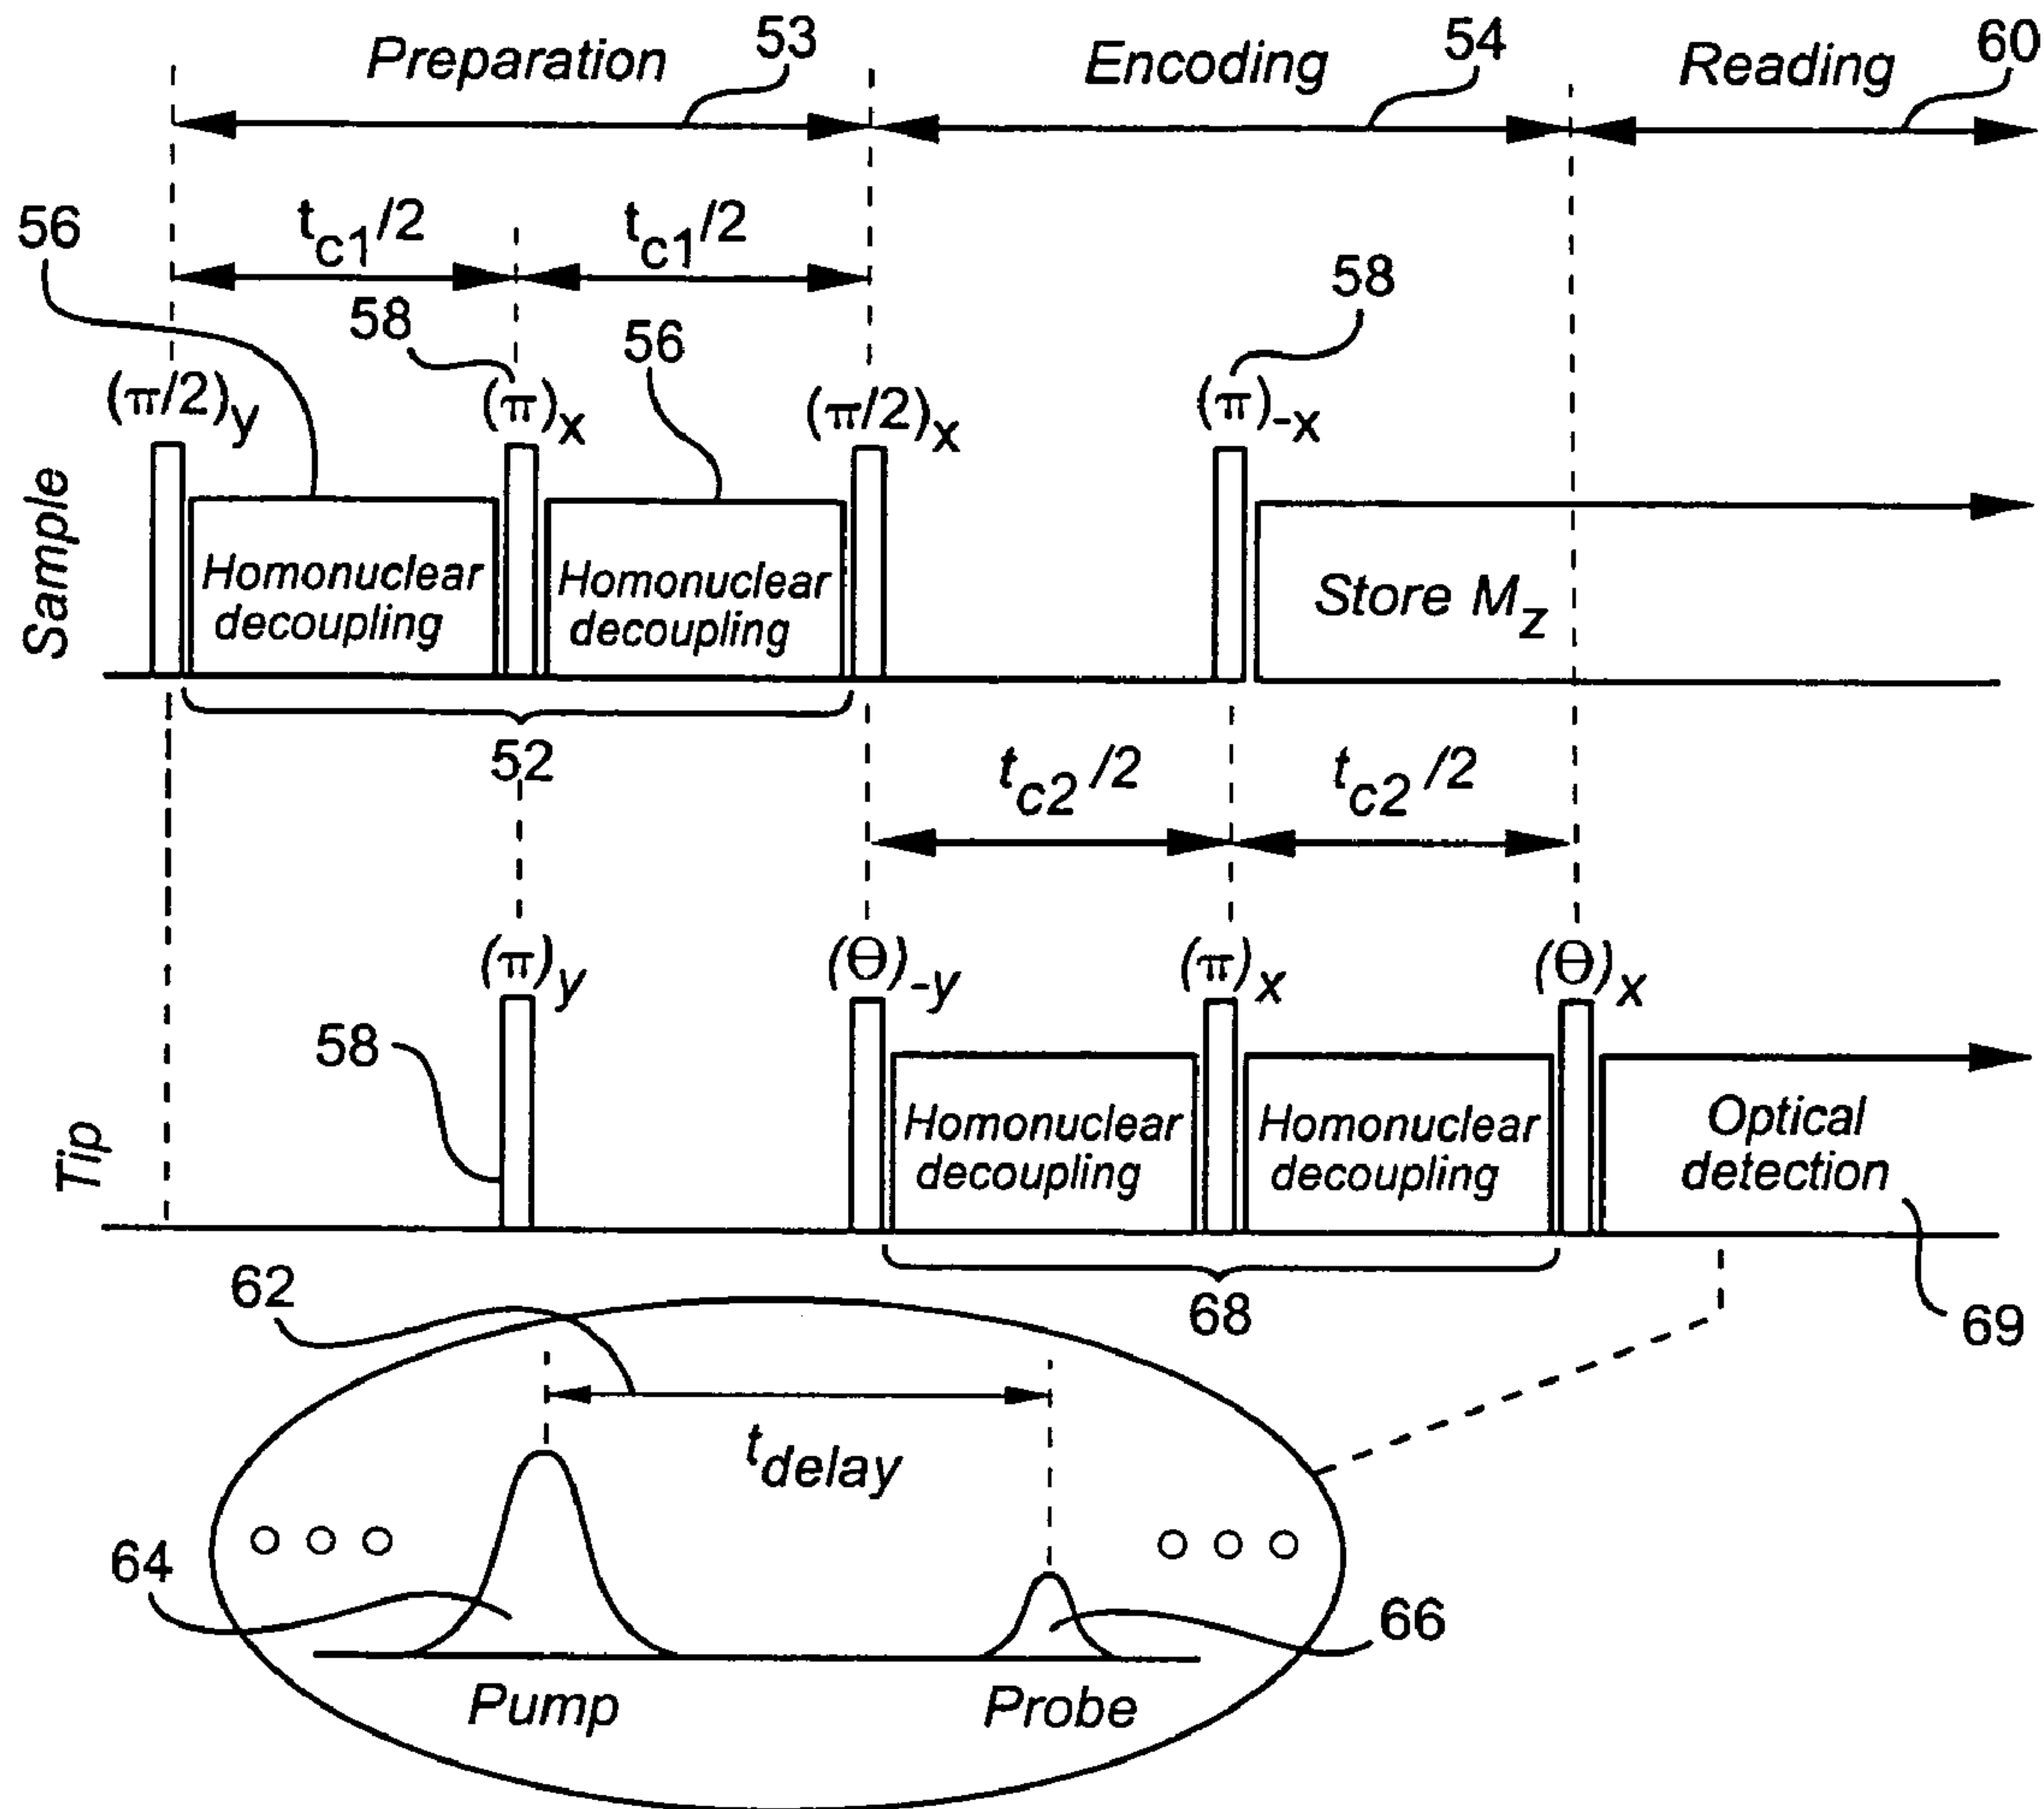 Preparation 53 Encoding 54 Reading 60
56 t_c1/2 t_c1/2
58 56 58
(π/2)_y (π)_x (π/2)_x (π)_-x
Sample
Homonuclear decoupling
Homonuclear decoupling
Store M_z
52
t_c2/2 t_c2/2
(π)_y (Θ)_-y (π)_x (Θ)_x
58
Tip
Homonuclear decoupling
Homonuclear decoupling
Optical detection
62 68 69
t_delay
64 66
Pump Probe